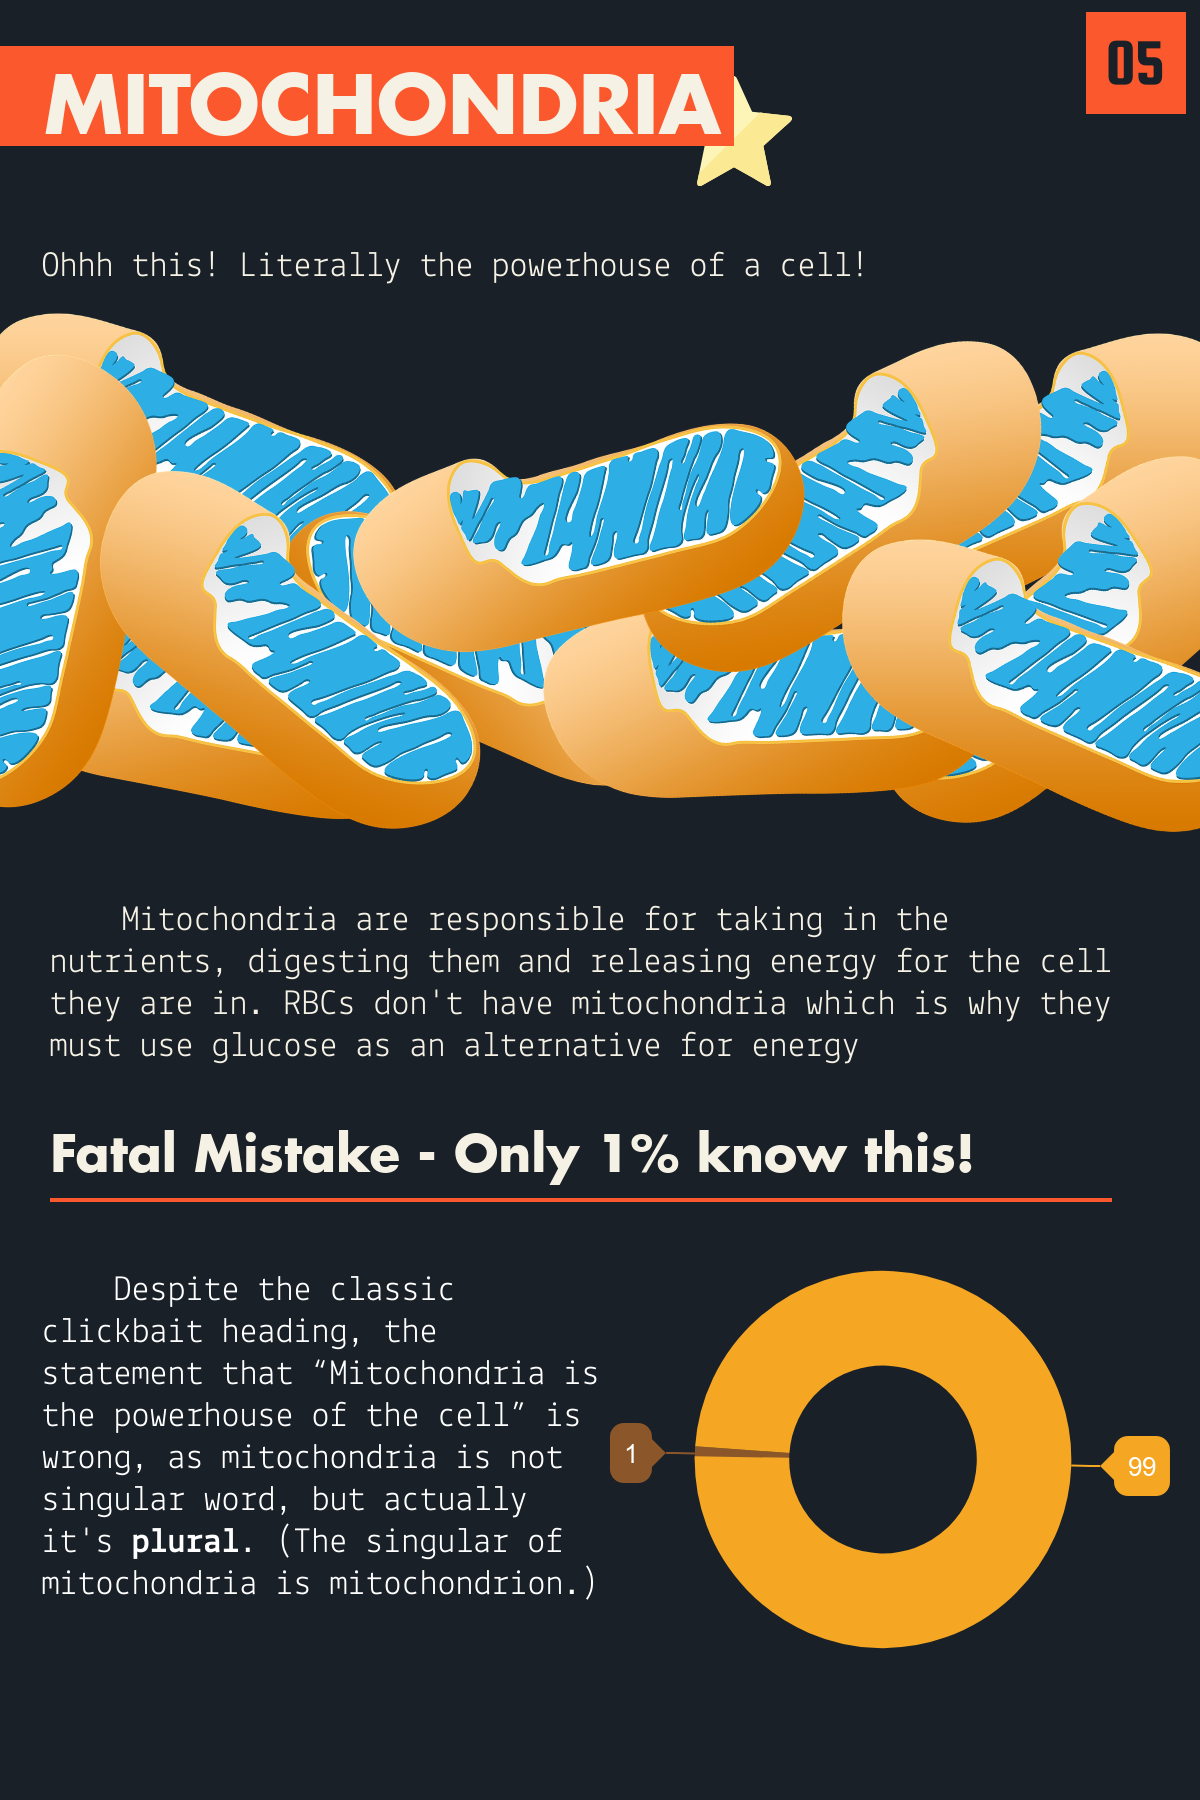 MITOCHONDRIA
05
Ohhh this! Literally the powerhouse of a cell!
Mitochondria are responsible for taking in the
nutrients, digesting them and releasing energy for the cell
they are in. RBCs don't have mitochondria which is why they
must use glucose as an alternative for energy
Fatal Mistake - Only 1% know this!
Despite the classic
clickbait heading, the
statement that “Mitochondria is
the powerhouse of the cell” is
wrong, as mitochondria is not
singular word, but actually
it's plural. (The singular of
mitochondria is mitochondrion.)
1
99